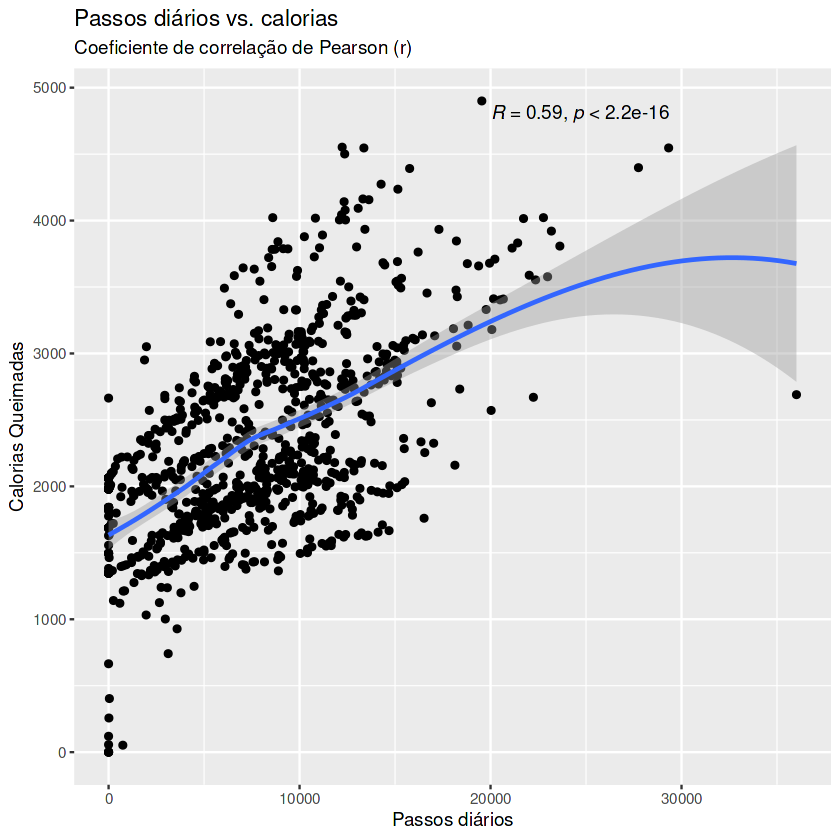 Passos diários vs. calorias
Coeficiente de correlação de Pearson (r)
R = 0.59, p < 2.2e-16
5000
4000
3000
2000
1000
0
Calorias Queimadas
0 10000 20000 30000
Passos diários